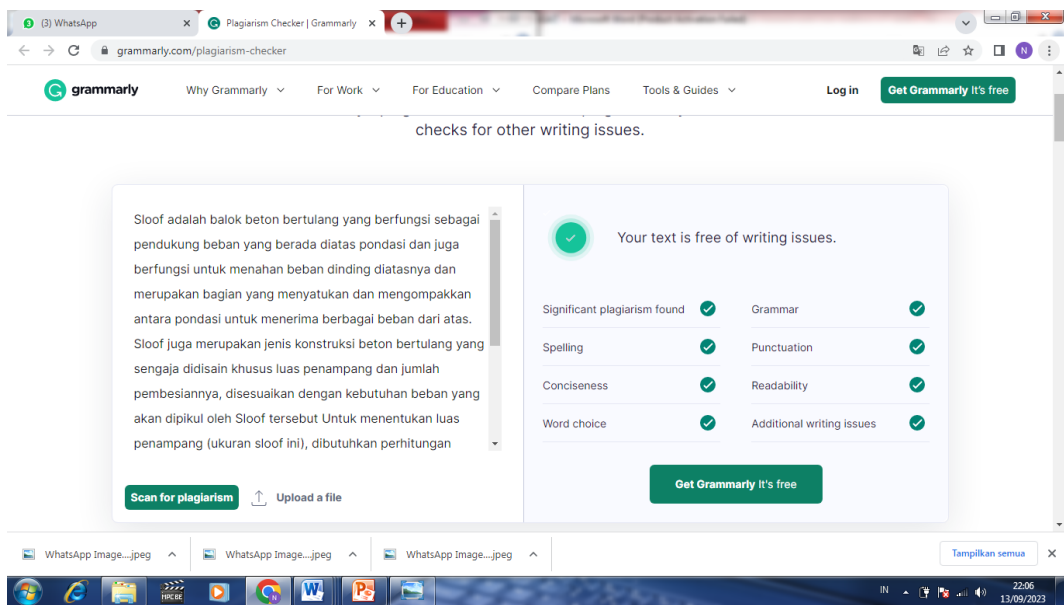 (3) WhatsApp
Plagiarism Checker | Grammarly
grammarly.com/plagiarism-checker
N
grammarly
Why Grammarly
For Work
For Education
Compare Plans
Tools & Guides
Log in
Get Grammarly It's free
checks for other writing issues.
Sloof adalah balok beton bertulang yang berfungsi sebagai
pendukung beban yang berada diatas pondasi dan juga
berfungsi untuk menahan beban dinding diatasnya dan
merupakan bagian yang menyatukan dan mengompakkan
antara pondasi untuk menerima berbagai beban dari atas.
Sloof juga merupakan jenis konstruksi beton bertulang yang
sengaja didisain khusus luas penampang dan jumlah
pembesiannya, disesuaikan dengan kebutuhan beban yang
akan dipikul oleh Sloof tersebut Untuk menentukan luas
penampang (ukuran sloof ini), dibutuhkan perhitungan
Scan for plagiarism
Upload a file
Your text is free of writing issues.
Significant plagiarism found
Grammar
Spelling
Punctuation
Conciseness
Readability
Word choice
Additional writing issues
Get Grammarly It's free
WhatsApp Image....jpeg
WhatsApp Image....jpeg
WhatsApp Image....jpeg
Tampilkan semua
MPC BE
IN
22:06
13/09/2023